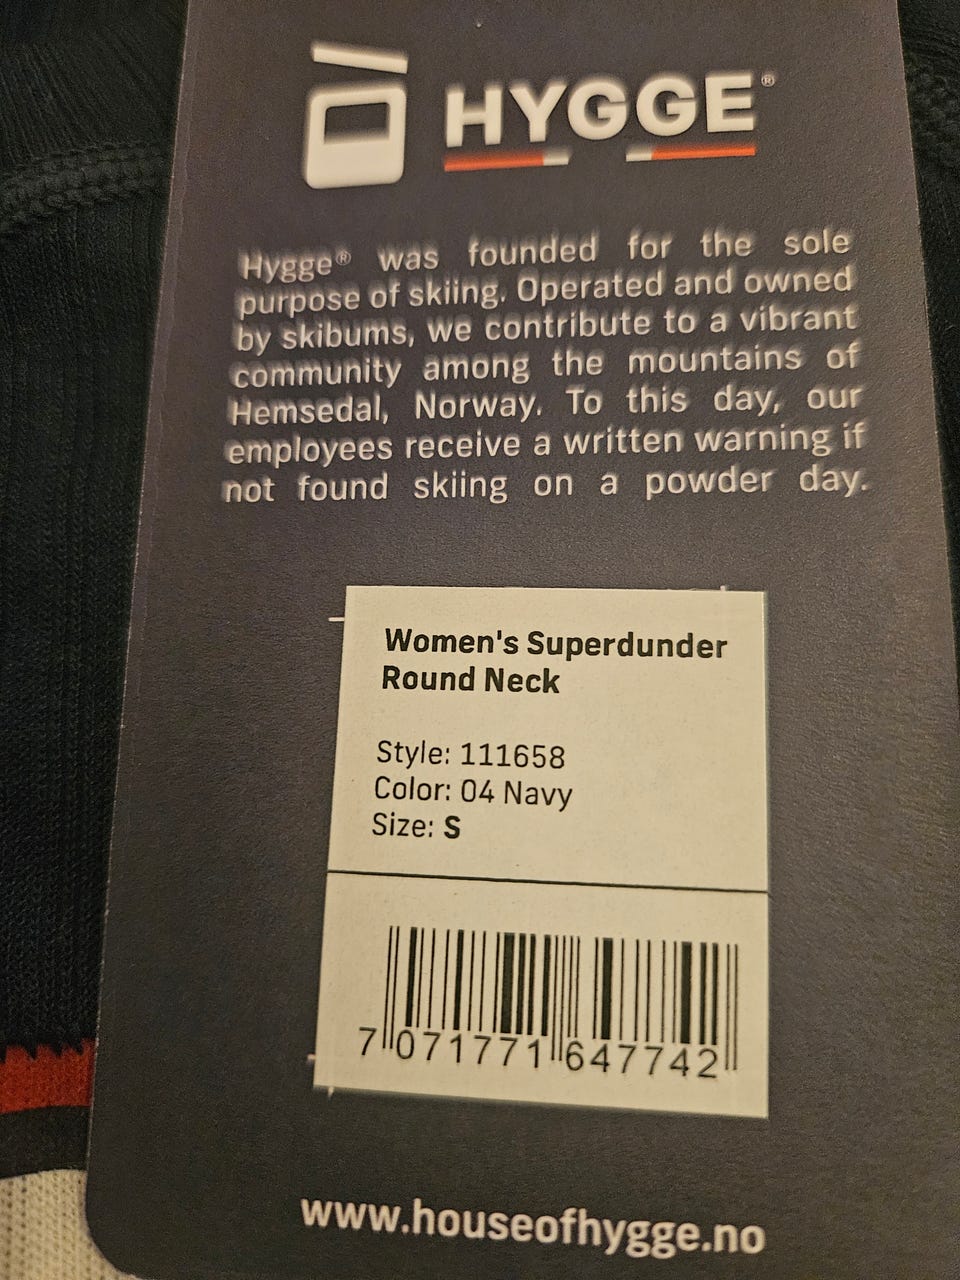 HYGGE®
Hygge® was founded for the sole
purpose of skiing. Operated and owned
by skibums, we contribute to a vibrant
community among the mountains of
Hemsedal, Norway. To this day, our
employees receive a written warning if
not found skiing on a powder day.
Women's Superdunder
Round Neck
Style: 111658
Color: 04 Navy
Size: S
7 071771 647742
www.houseofhygge.no